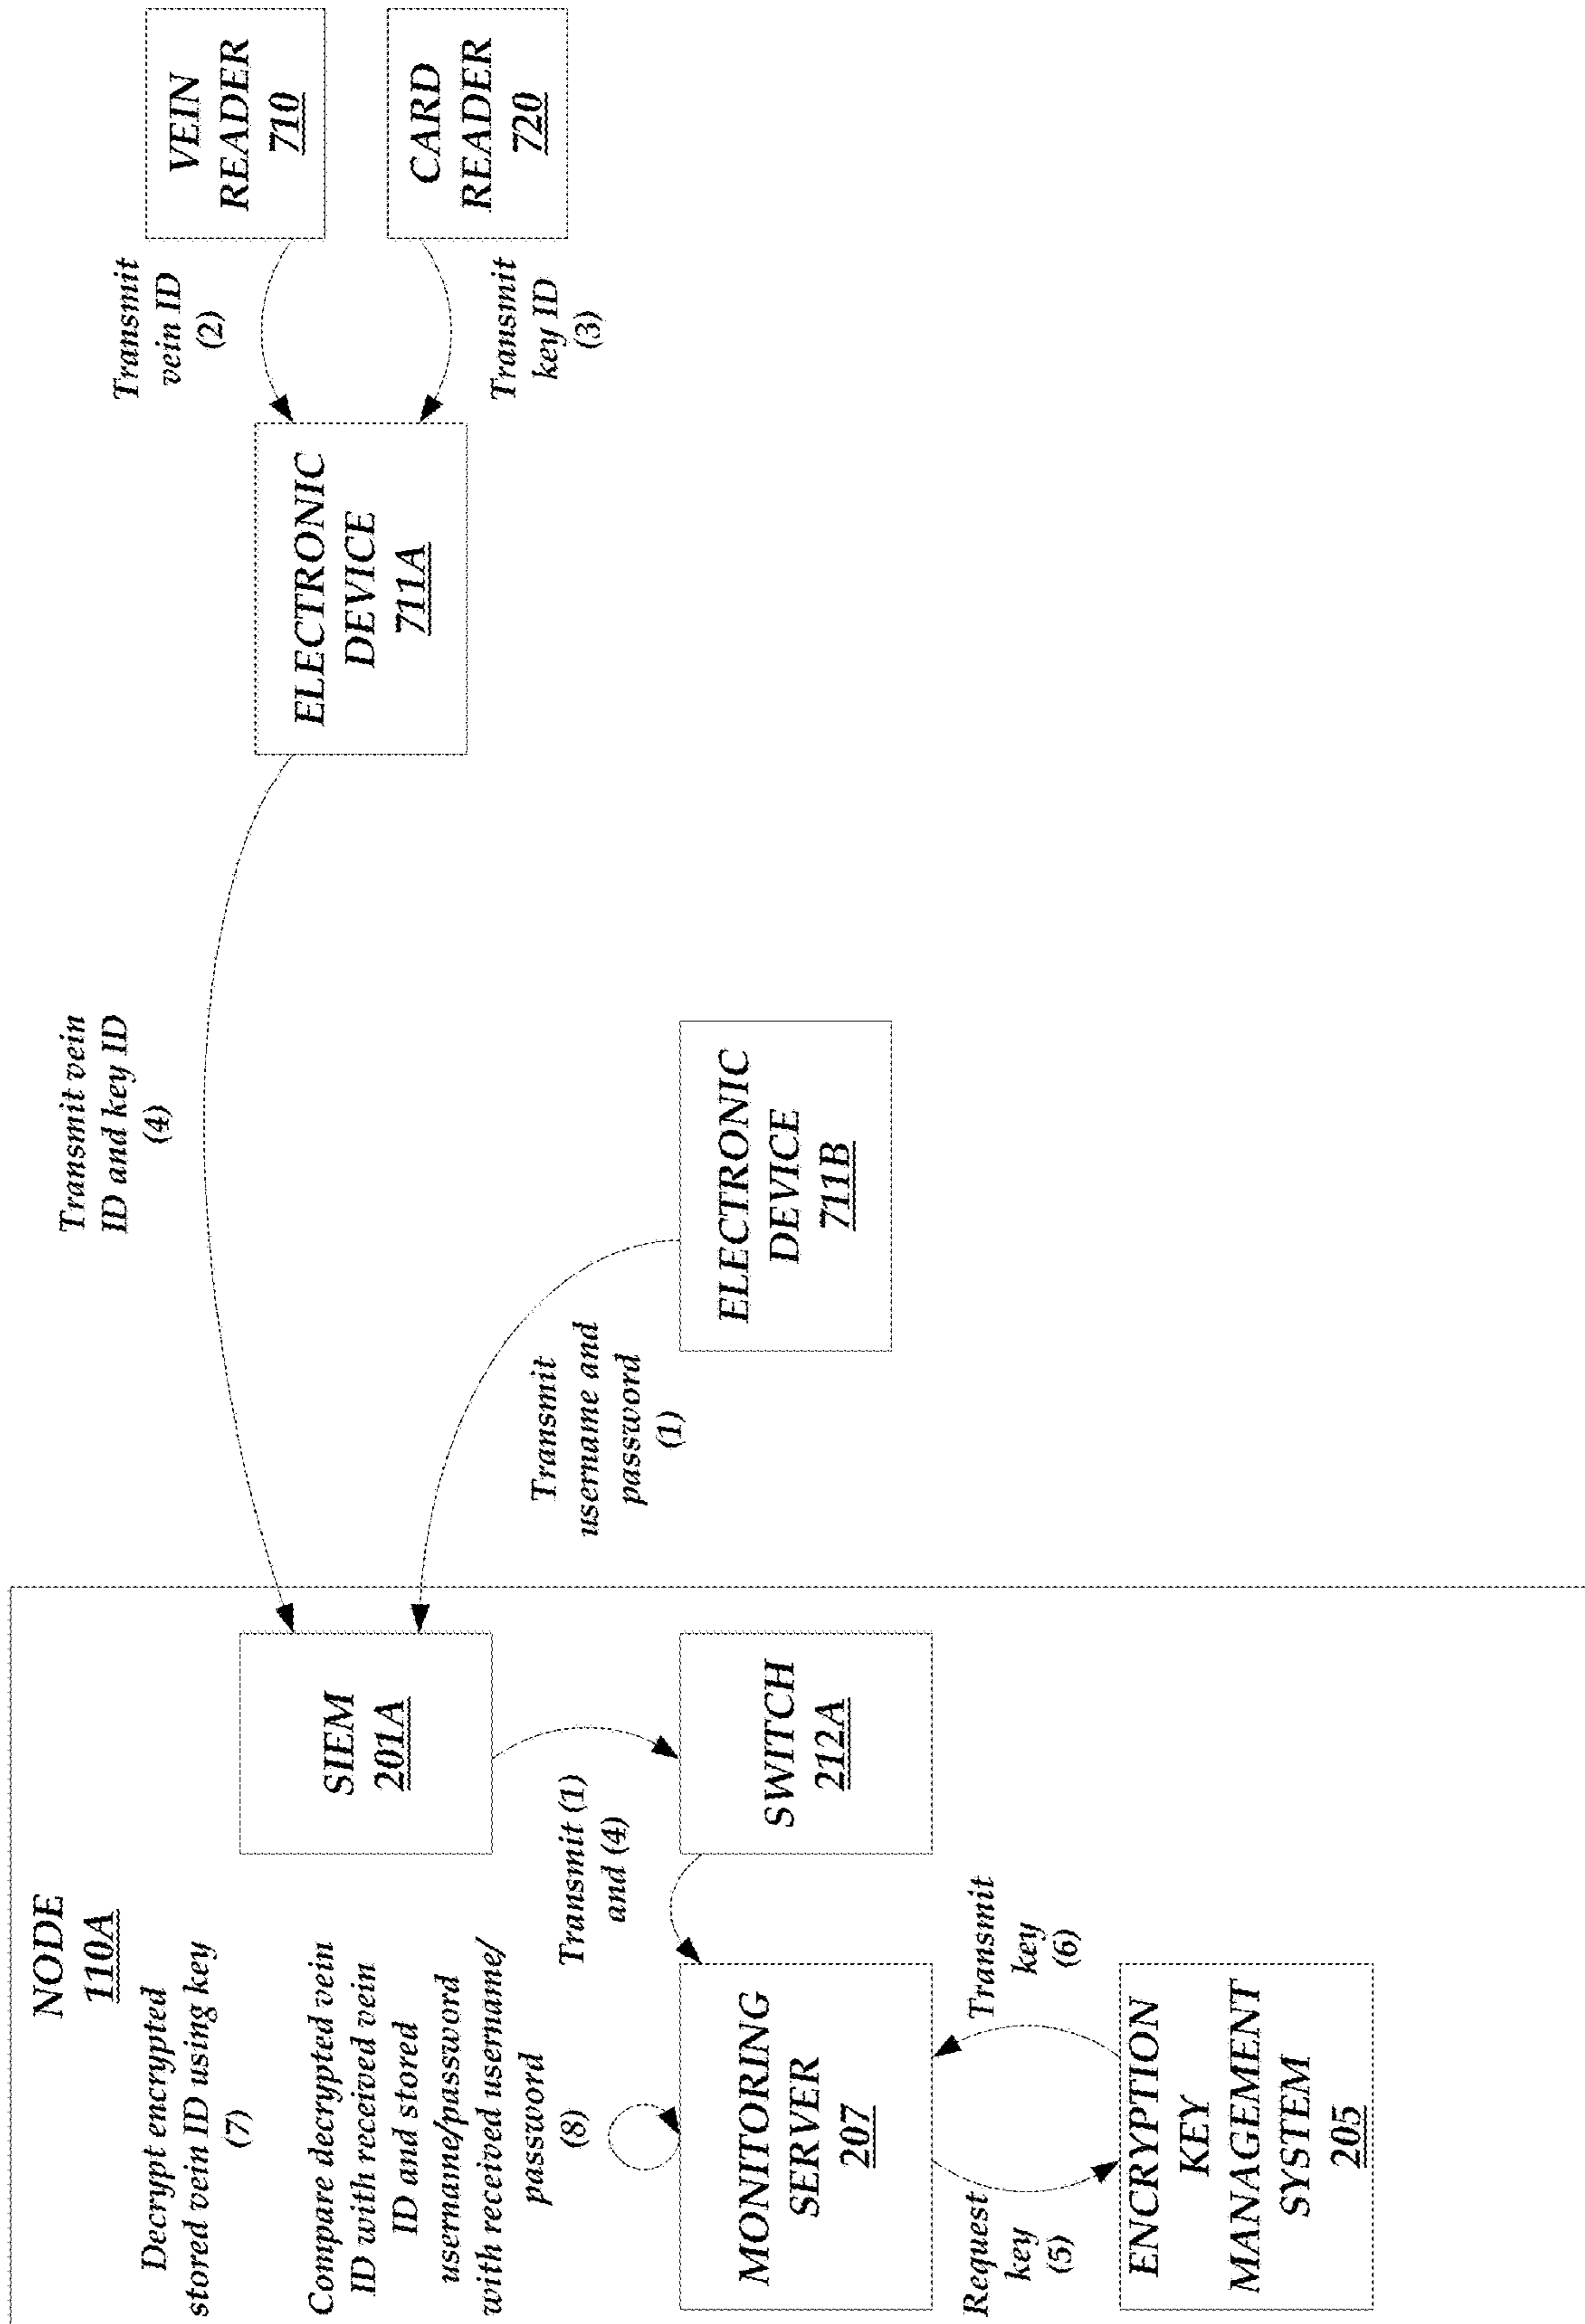 NODE
110A
Decrypt encrypted
stored vein ID using key
(7)
Compare decrypted vein
ID with received vein
ID and stored
username/password
with received username/
password
(8)
SIEM
201A
Transmit (1)
and (4)
SWITCH
212A
MONITORING
SERVER
207
Request
key
(5)
Transmit
key
(6)
ENCRYPTION
KEY
MANAGEMENT
SYSTEM
205
Transmit vein
ID and key ID
(4)
Transmit
username and
password
(1)
ELECTRONIC
DEVICE
711B
ELECTRONIC
DEVICE
711A
Transmit
vein ID
(2)
Transmit
key ID
(3)
VEIN
READER
710
CARD
READER
720